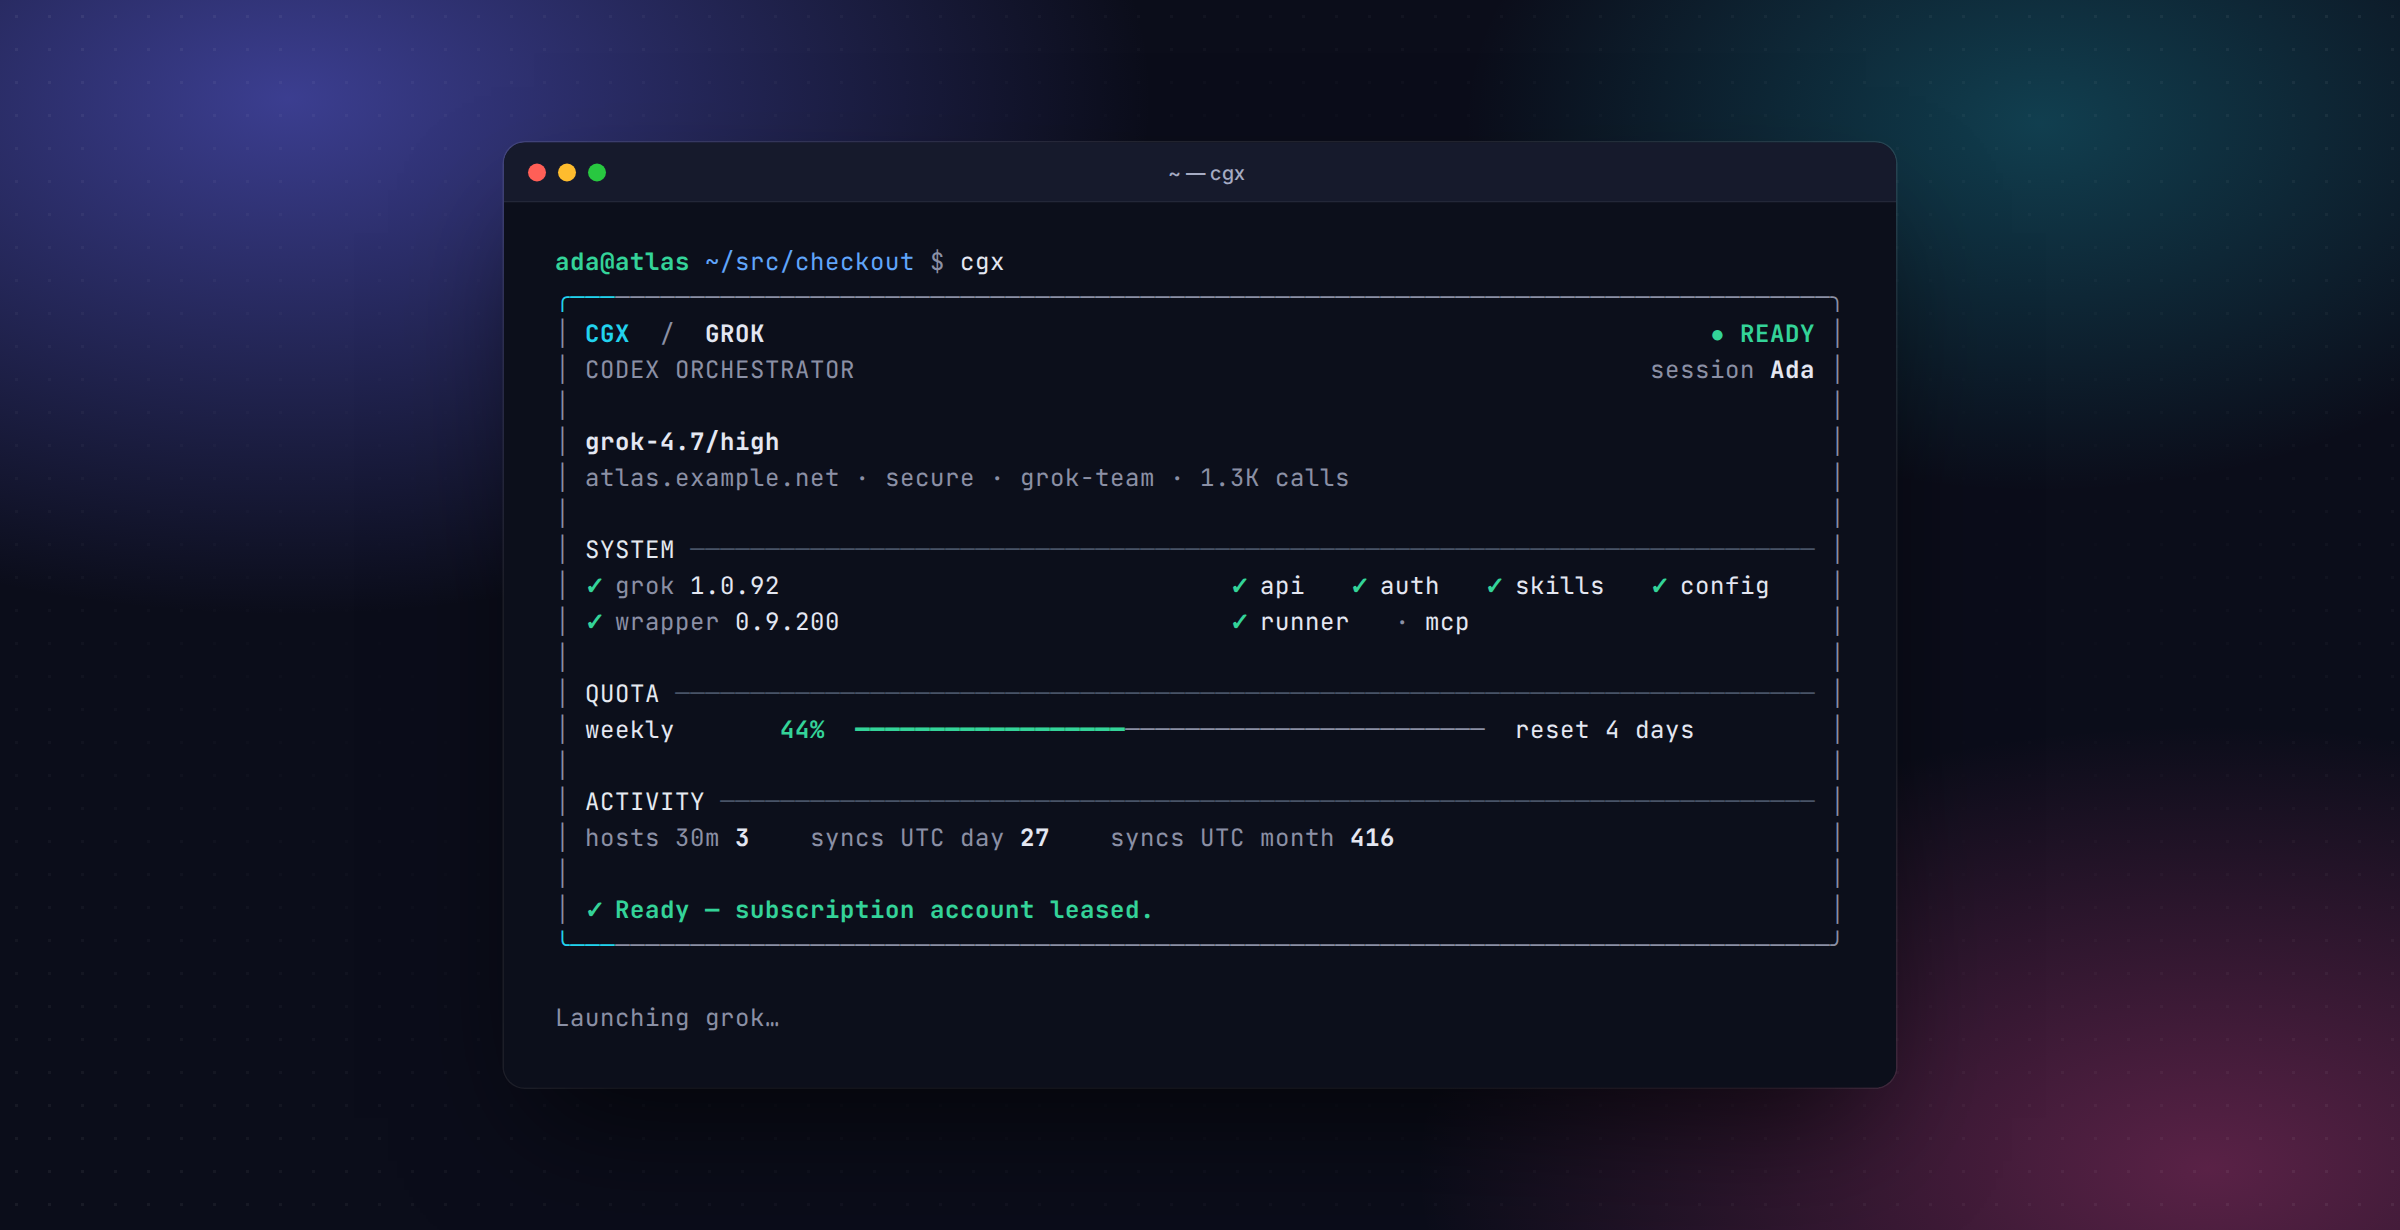 ~ — cgx
ada@atlas ~/src/checkout $ cgx
CGX / GROK ● READY
CODEX ORCHESTRATOR session Ada
grok-4.7/high
atlas.example.net · secure · grok-team · 1.3K calls
SYSTEM
✓ grok 1.0.92 ✓ api ✓ auth ✓ skills ✓ config
✓ wrapper 0.9.200 ✓ runner · mcp
QUOTA
weekly 44% reset 4 days
ACTIVITY
hosts 30m 3 syncs UTC day 27 syncs UTC month 416
✓ Ready — subscription account leased.
Launching grok…